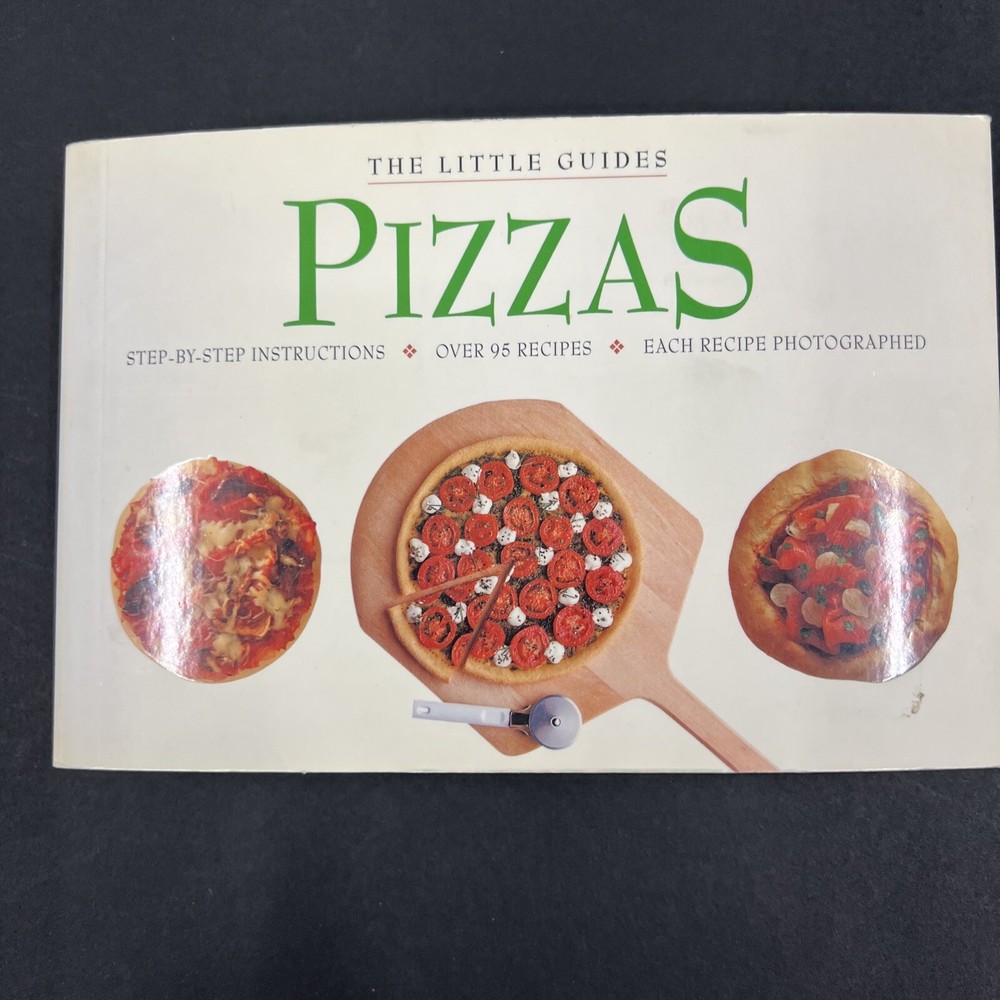 THE LITTLE GUIDES
PIZZAS
STEP-BY-STEP INSTRUCTIONS ❖ OVER 95 RECIPES ❖ EACH RECIPE PHOTOGRAPHED